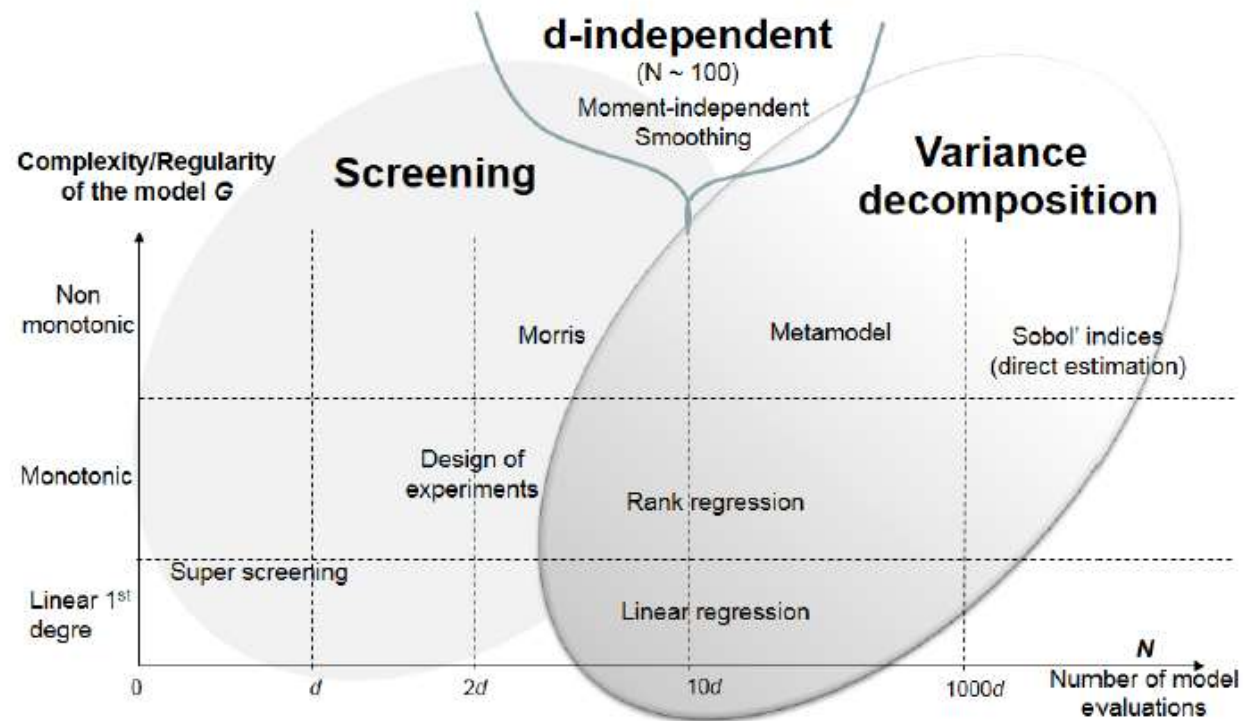 d-independent
(N ~ 100)
Moment-independent
Smoothing
Complexity/Regularity
of the model G
Screening
Variance
decomposition
Non
monotonic
Morris
Metamodel
Sobol' indices
(direct estimation)
Monotonic
Design of
experiments
Rank regression
Super screening
Linear 1st
degre
Linear regression
0
d
2d
10d
1000d
N
Number of model
evaluations